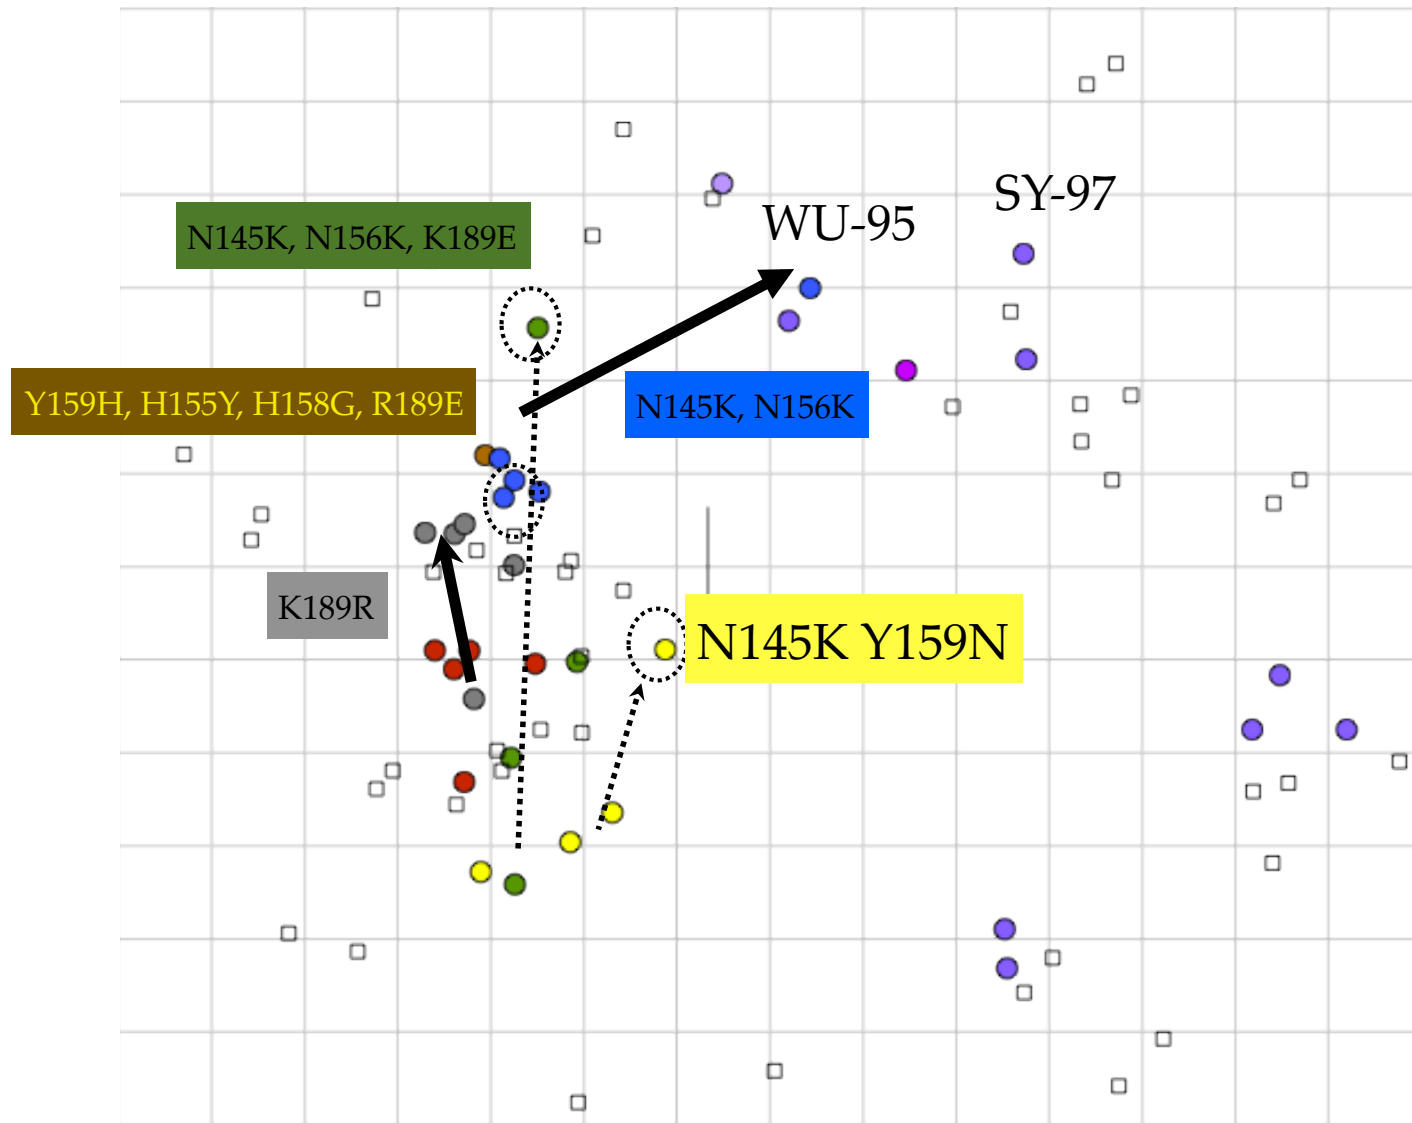 SY-97
WU-95
N145K, N156K, K189E
Y159H, H155Y, H158G, R189E
N145K, N156K
K189R
N145K Y159N